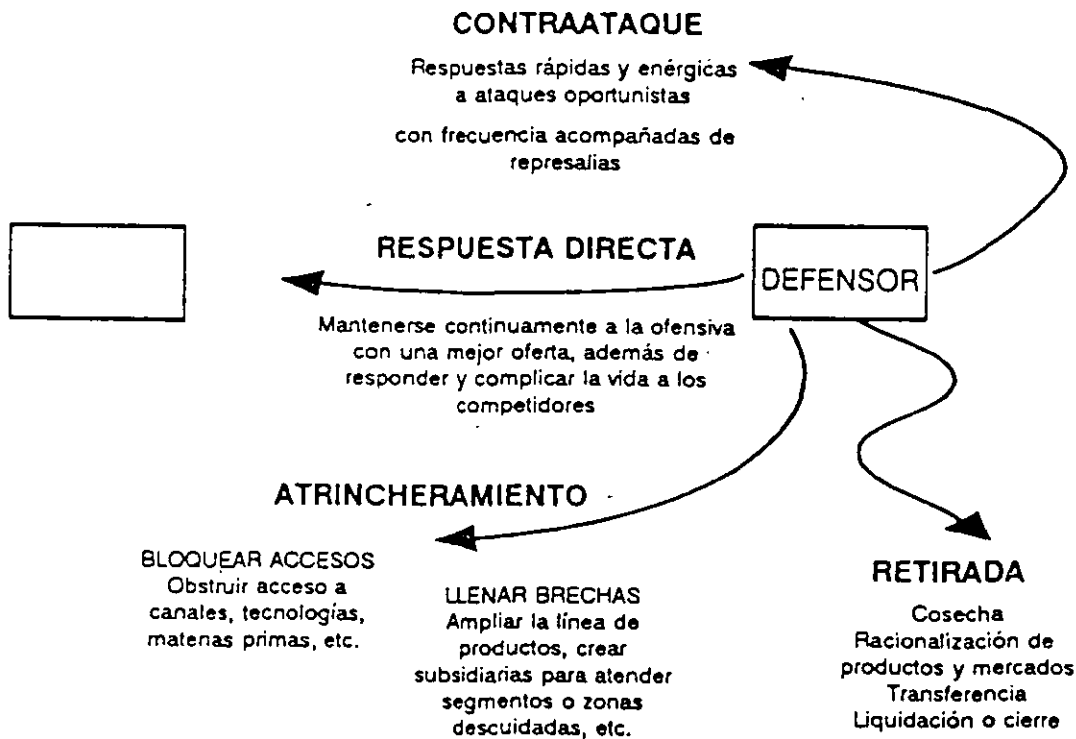 CONTRAATAQUE
Respuestas rápidas y enérgicas
a ataques oportunistas
con frecuencia acompañadas de
represalias
RESPUESTA DIRECTA
DEFENSOR
Mantenerse continuamente a la ofensiva
con una mejor oferta, además de
responder y complicar la vida a los
competidores
ATRINCHERAMIENTO
BLOQUEAR ACCESOS
Obstruir acceso a
canales, tecnologías,
materias primas, etc.
LLENAR BRECHAS
Ampliar la línea de
productos, crear
subsidiarias para atender
segmentos o zonas
descuidadas, etc.
RETIRADA
Cosecha
Racionalización de
productos y mercados
Transferencia
Liquidación o cierre